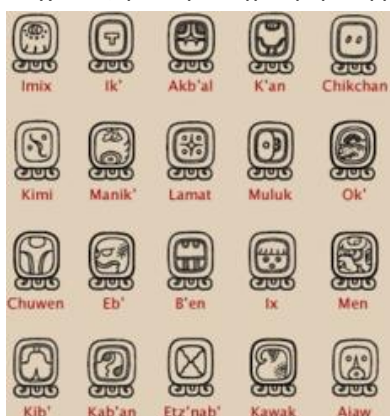 Imix Ik' Akb'al K'an Chikchan
Kimi Manik' Lamat Muluk Ok'
Chuwen Eb' B'en Ix Men
Kib' Kab'an Etz'nab' Kawak Ajaw